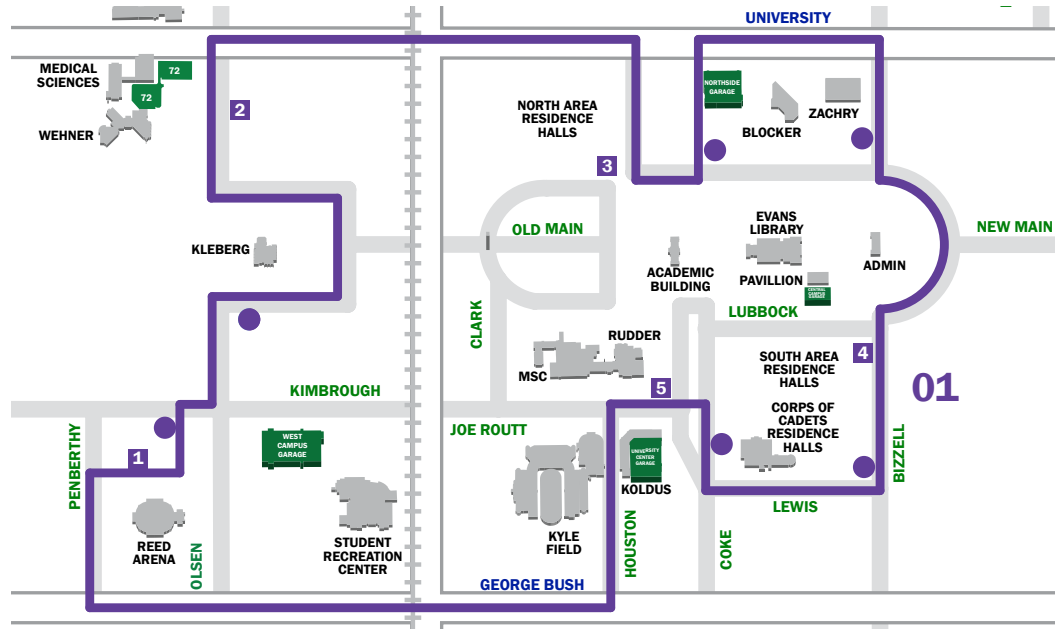 UNIVERSITY
MEDICAL
SCIENCES
72
72
WEHNER
2
NORTH AREA
RESIDENCE
HALLS
NORTHSIDE
GARAGE
BLOCKER
ZACHRY
3
KLEBERG
OLD MAIN
EVANS
LIBRARY
NEW MAIN
ACADEMIC
BUILDING
PAVILLION
CENTRAL
CAMPUS
GARAGE
ADMIN
LUBBOCK
CLARK
RUDDER
MSC
SOUTH AREA
RESIDENCE
HALLS
4
01
KIMBROUGH
5
CORPS OF
CADETS
RESIDENCE
HALLS
JOE ROUTT
PENBERTHY
1
WEST
CAMPUS
GARAGE
UNIVERSITY
CENTER
GARAGE
KOLDUS
BIZZELL
LEWIS
REED
ARENA
OLSEN
STUDENT
RECREATION
CENTER
KYLE
FIELD
HOUSTON
COKE
GEORGE BUSH